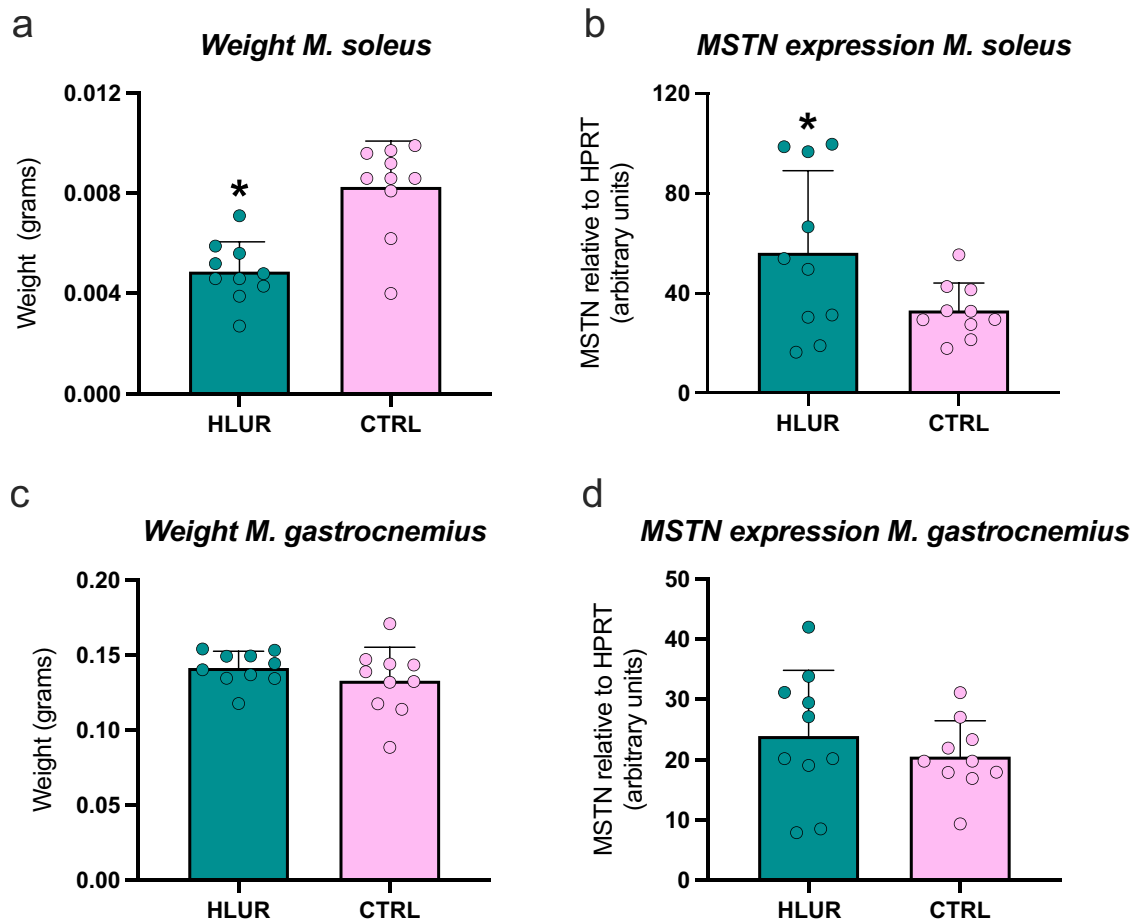 a
Weight M. soleus
Weight (grams)
0.012
0.008
0.004
0.000
*
HLUR
CTRL
b
MSTN expression M. soleus
MSTN relative to HPRT
(arbitrary units)
120
80
40
0
*
HLUR
CTRL
c
Weight M. gastrocnemius
Weight (grams)
0.20
0.15
0.10
0.05
0.00
HLUR
CTRL
d
MSTN expression M. gastrocnemius
MSTN relative to HPRT
(arbitrary units)
50
40
30
20
10
0
HLUR
CTRL